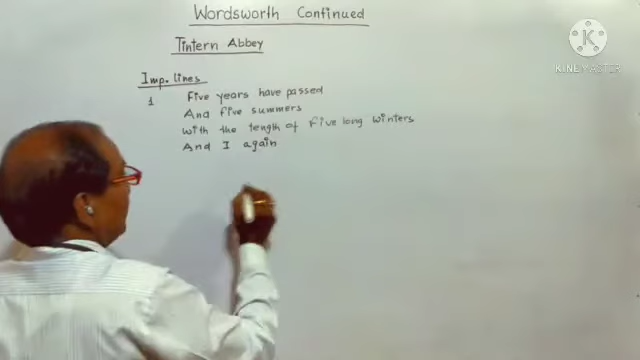 Wordsworth Continued
Tintern Abbey
Imp. lines
1 Five years have passed
And five summers
with the length of five long winters
And I again
KINEMASTER